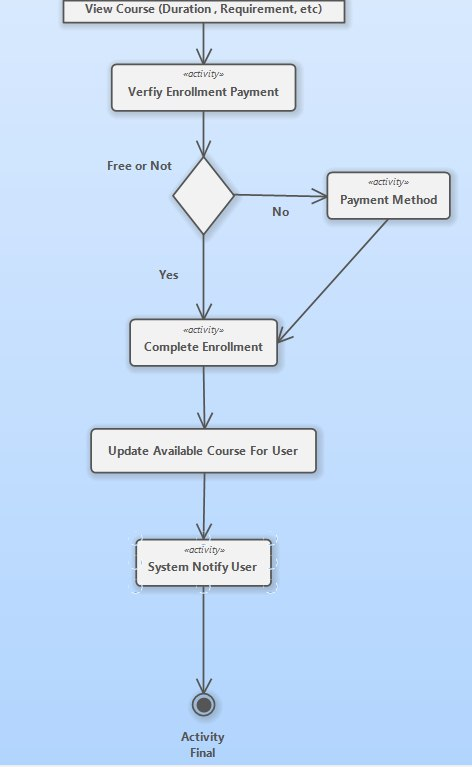 View Course (Duration , Requirement, etc)
«activity»
Verfiy Enrollment Payment
Free or Not
«activity»
Payment Method
No
Yes
«activity»
Complete Enrollment
Update Available Course For User
«activity»
System Notify User
Activity
Final